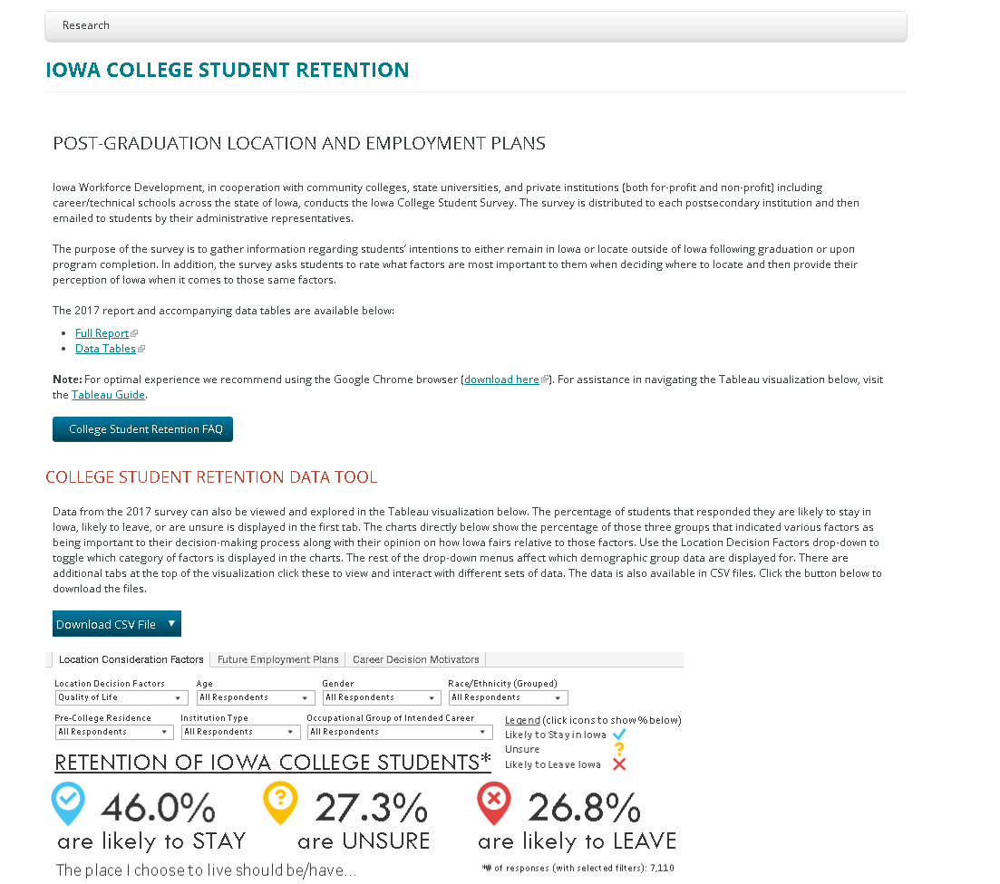 Research
IOWA COLLEGE STUDENT RETENTION
POST-GRADUATION LOCATION AND EMPLOYMENT PLANS
Iowa Workforce Development, in cooperation with community colleges, state universities, and private institutions (both for-profit and non-profit) including
career/technical schools across the state of Iowa, conducts the Iowa College Student Survey. The survey is distributed to each postsecondary institution and then
emailed to students by their administrative representatives.
The purpose of the survey is to gather information regarding students' intentions to either remain in Iowa or locate outside of Iowa following graduation or upon
program completion. In addition, the survey asks students to rate what factors are most important to them when deciding where to locate and then provide their
perception of Iowa when it comes to those same factors.
The 2017 report and accompanying data tables are available below:
• Full Report
• Data Tables
Note: For optimal experience we recommend using the Google Chrome browser (download here). For assistance in navigating the Tableau visualization below, visit
the Tableau Guide.
College Student Retention FAQ
COLLEGE STUDENT RETENTION DATA TOOL
Data from the 2017 survey can also be viewed and explored in the Tableau visualization below. The percentage of students that responded they are likely to stay in
Iowa, likely to leave, or are unsure is displayed in the first tab. The charts directly below show the percentage of those three groups that indicated various factors as
being important to their decision-making process along with their opinion on how Iowa fairs relative to those factors. Use the Location Decision Factors drop-down to
toggle which category of factors is displayed in the charts. The rest of the drop-down menus affect which demographic group data are displayed for. There are
additional tabs at the top of the visualization click these to view and interact with different sets of data. The data is also available in CSV files. Click the button below to
download the files.
Download CSV File ▼
Location Consideration Factors Future Employment Plans Career Decision Motivators
Location Decision Factors Age Gender Race/Ethnicity (Grouped)
Quality of Life All Respondents All Respondents All Respondents
Pre-College Residence Institution Type Occupational Group of Intended Career
All Respondents All Respondents All Respondents
Legend (click icons to show % below)
Likely to Stay in Iowa
Unsure
Likely to Leave Iowa
RETENTION OF IOWA COLLEGE STUDENTS*
46.0% 27.3% 26.8%
are likely to STAY are UNSURE are likely to LEAVE
The place I choose to live should be/have... *# of responses (with selected filters): 7,110